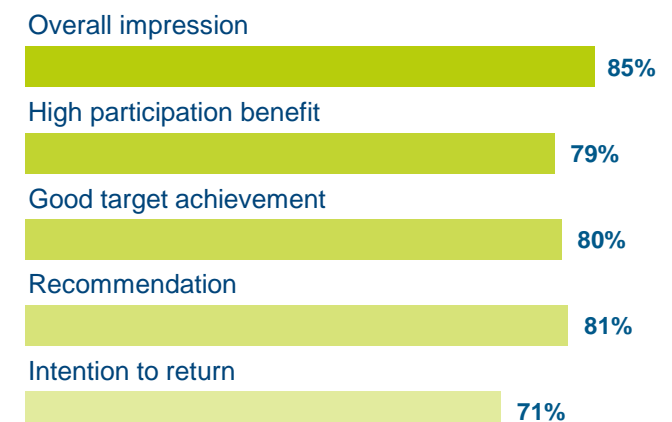 Overall impression
85%
High participation benefit
79%
Good target achievement
80%
Recommendation
81%
Intention to return
71%